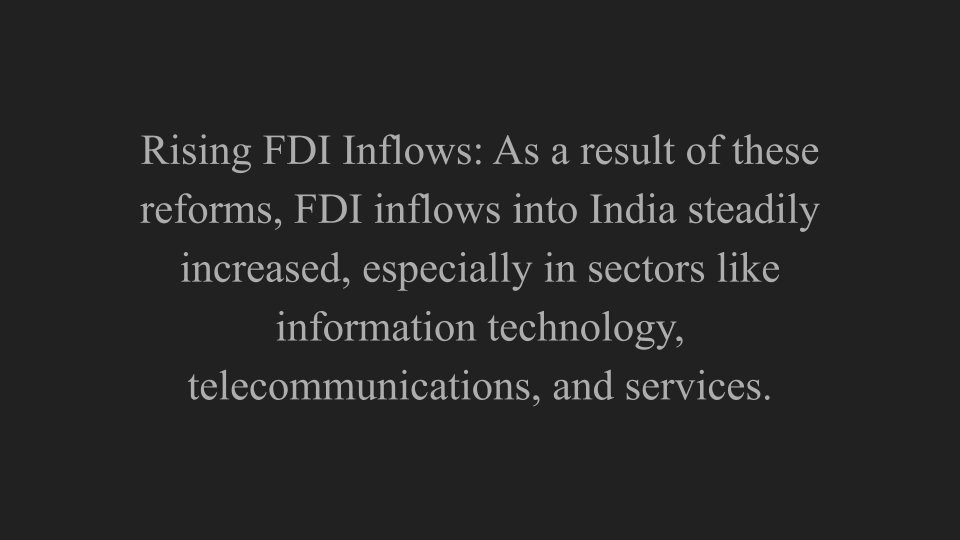 Rising FDI Inflows: As a result of these
reforms, FDI inflows into India steadily
increased, especially in sectors like
information technology,
telecommunications, and services.